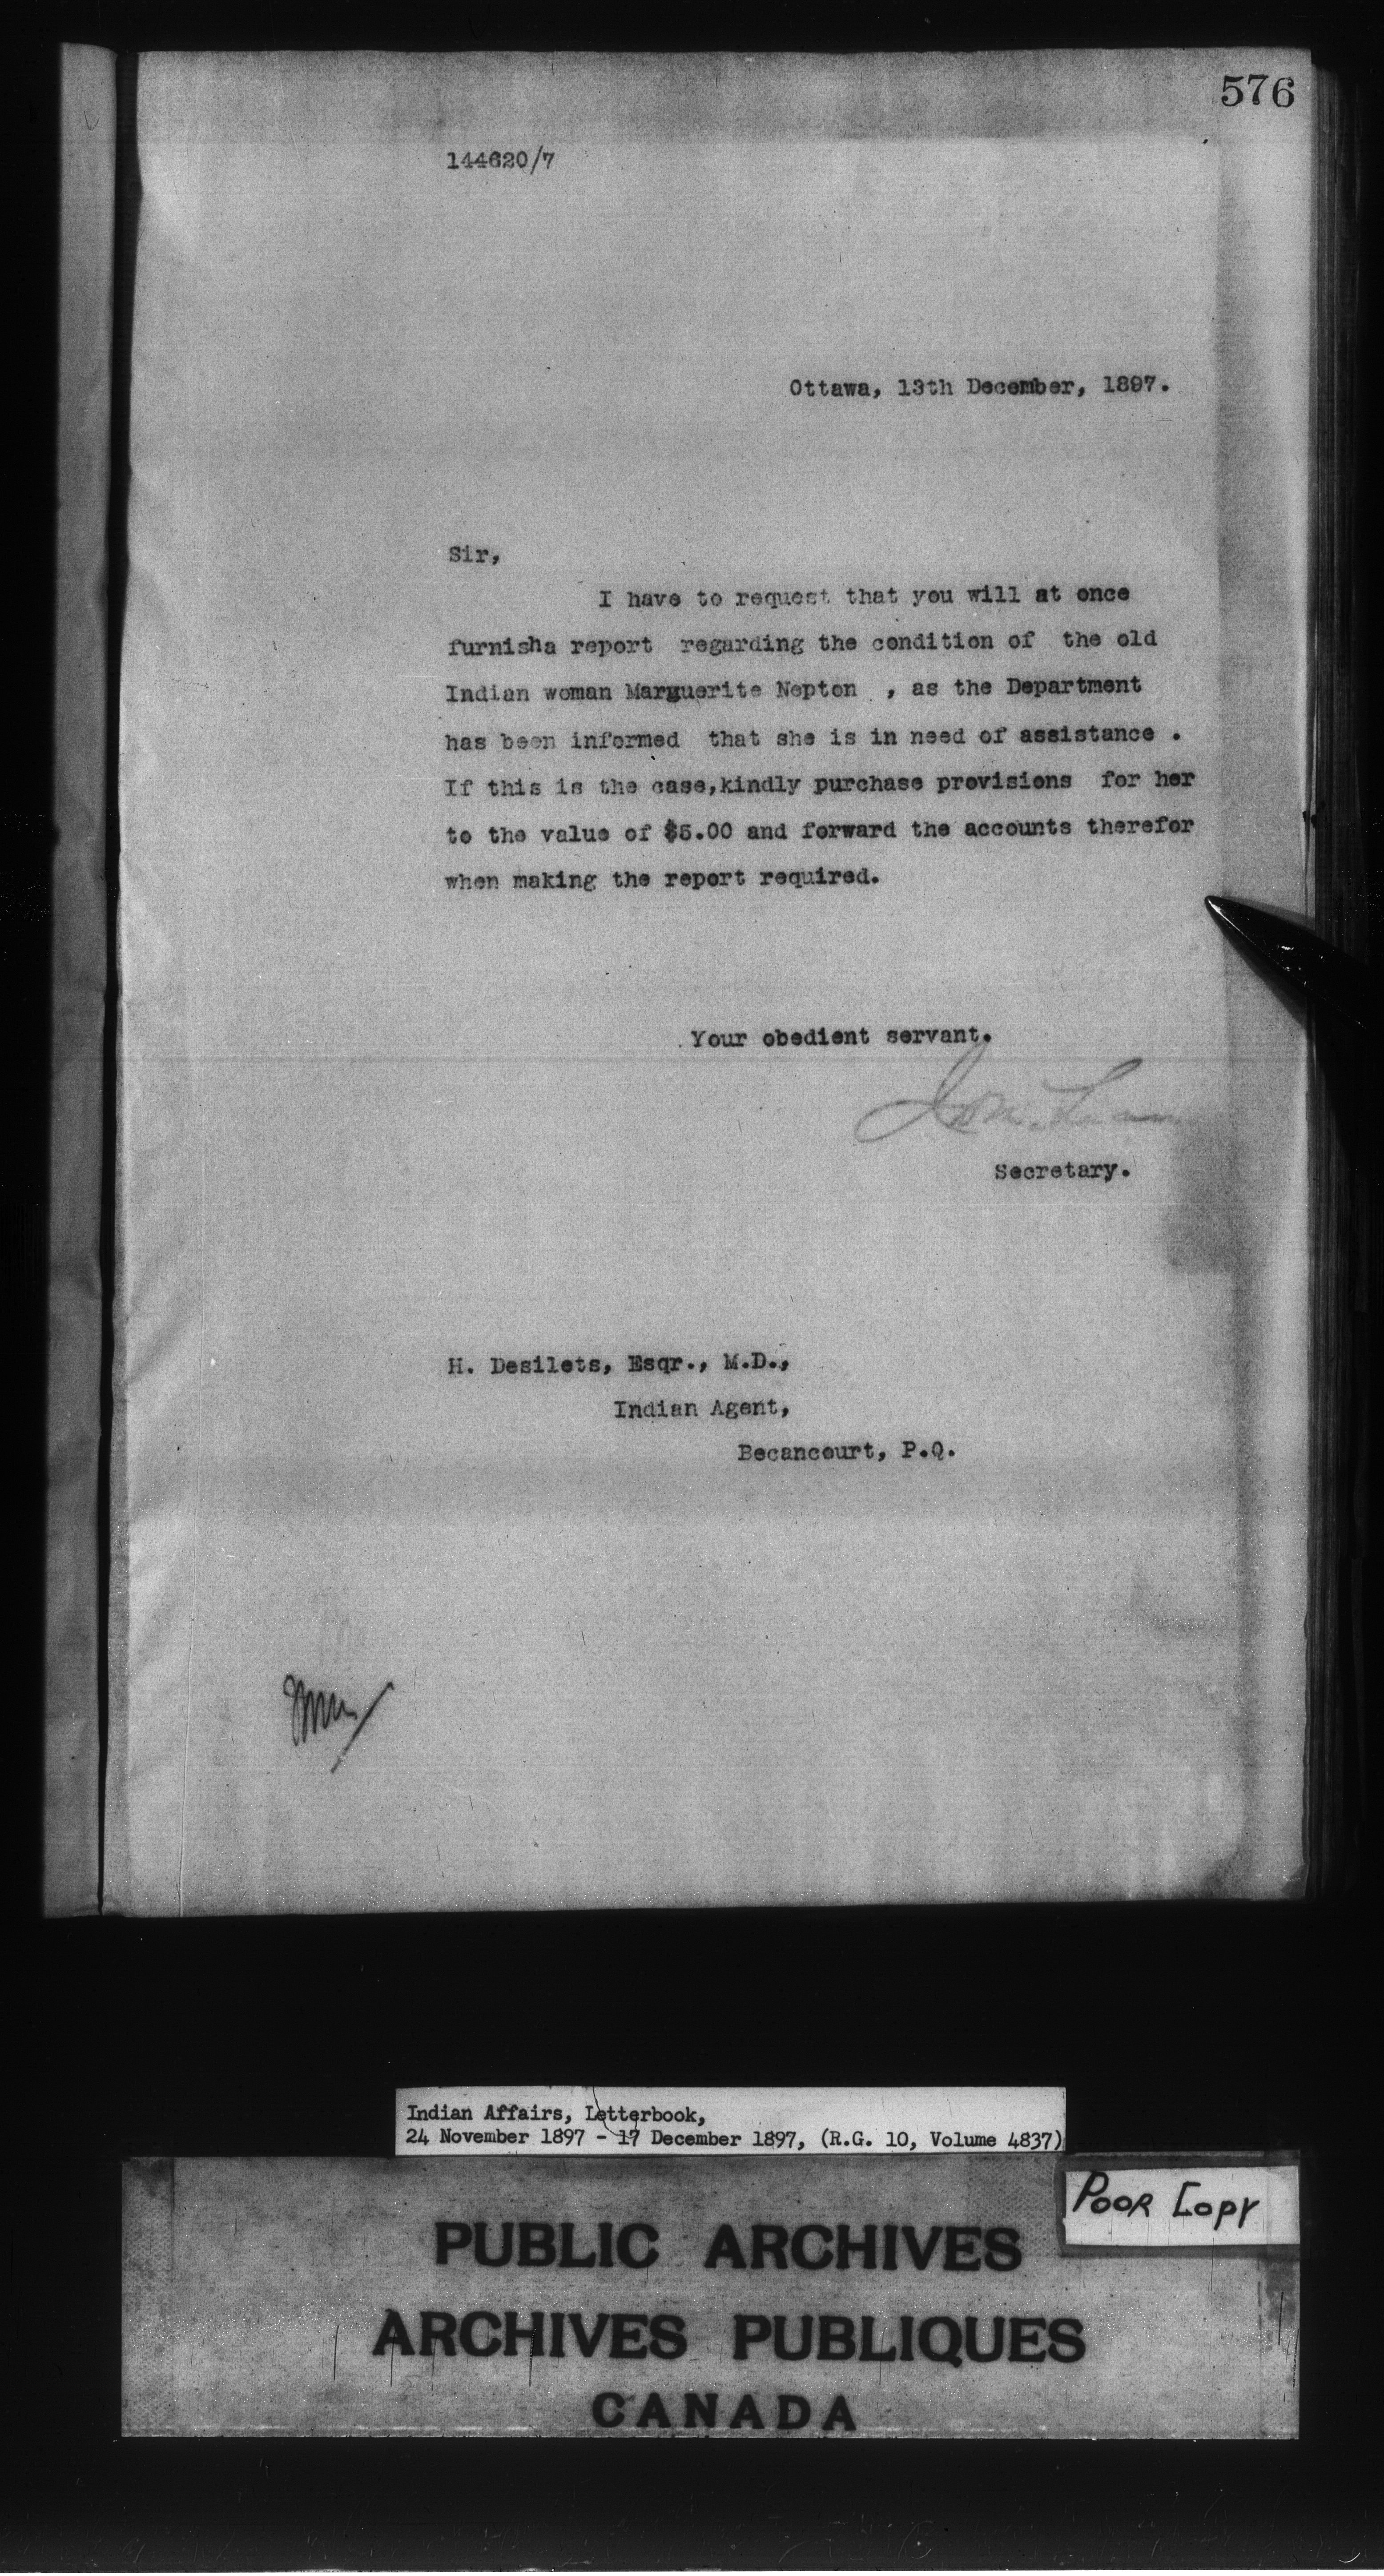 576
144620/7
Ottawa, 13th December, 1897.
Sir,
I have to request that you will at once
furnisha report regarding the condition of the old
Indian woman Marguerite Nepton , as the Department
has been informed that she is in need of assistance .
If this is the case,kindly purchase provisions for her
to the value of $5.00 and forward the accounts therefor
when making the report required.
Your obedient servant.
Secretary.
H. Desilets, Esqr., M.D.,
Indian Agent,
Becancourt, P.Q.
Indian Affairs, Letterbook,
24 November 1897 - 17 December 1897, (R.G. 10, Volume 4837)
POOR COPY
PUBLIC ARCHIVES
ARCHIVES PUBLIQUES
CANADA